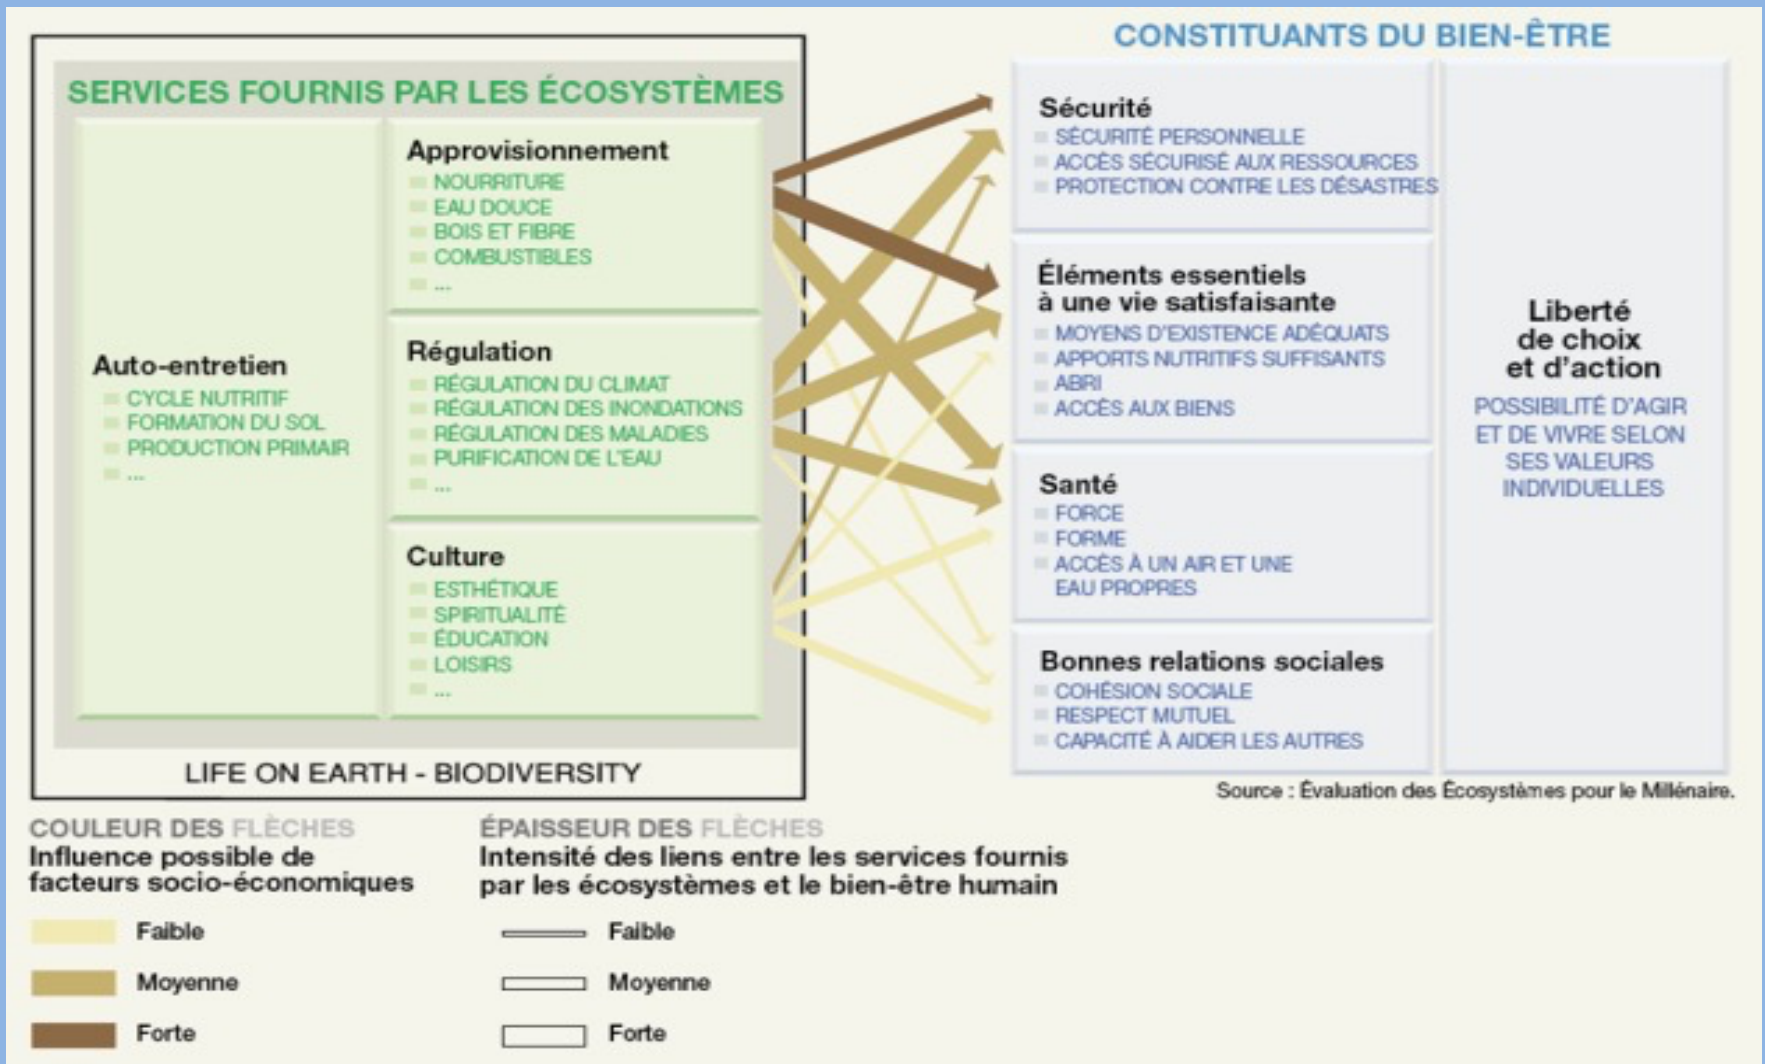 SERVICES FOURNIS PAR LES ÉCOSYSTÈMES
Auto-entretien
CYCLE NUTRITIF
FORMATION DU SOL
PRODUCTION PRIMAIR
...
Approvisionnement
NOURRITURE
EAU DOUCE
BOIS ET FIBRE
COMBUSTIBLES
...
Régulation
RÉGULATION DU CLIMAT
RÉGULATION DES INONDATIONS
RÉGULATION DES MALADIES
PURIFICATION DE L'EAU
...
Culture
ESTHÉTIQUE
SPIRITUALITÉ
ÉDUCATION
LOISIRS
...
LIFE ON EARTH - BIODIVERSITY
CONSTITUANTS DU BIEN-ÊTRE
Sécurité
SÉCURITÉ PERSONNELLE
ACCÈS SÉCURISÉ AUX RESSOURCES
PROTECTION CONTRE LES DÉSASTRES
Éléments essentiels
à une vie satisfaisante
MOYENS D'EXISTENCE ADÉQUATS
APPORTS NUTRITIFS SUFFISANTS
ABRI
ACCÈS AUX BIENS
Santé
FORCE
FORME
ACCÈS À UN AIR ET UNE
EAU PROPRES
Bonnes relations sociales
COHÉSION SOCIALE
RESPECT MUTUEL
CAPACITÉ À AIDER LES AUTRES
Liberté
de choix
et d'action
POSSIBILITÉ D'AGIR
ET DE VIVRE SELON
SES VALEURS
INDIVIDUELLES
Source : Évaluation des Écosystèmes pour le Millénaire.
COULEUR DES FLÈCHES
Influence possible de
facteurs socio-économiques
Faible
Moyenne
Forte
ÉPAISSEUR DES FLÈCHES
Intensité des liens entre les services fournis
par les écosystèmes et le bien-être humain
Faible
Moyenne
Forte